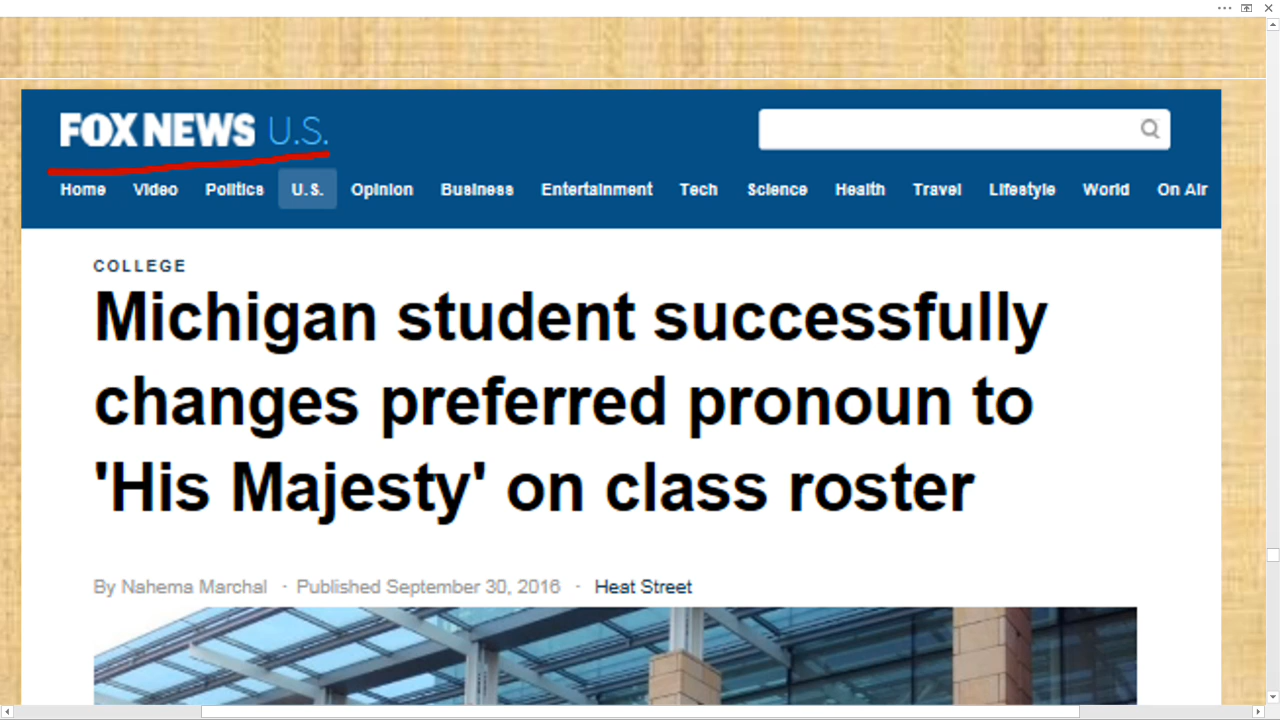 FOX NEWS U.S.
Home Video Politics U.S. Opinion Business Entertainment Tech Science Health Travel Lifestyle World On Air
COLLEGE
Michigan student successfully
changes preferred pronoun to
'His Majesty' on class roster
By Nahema Marchal · Published September 30, 2016 · Heat Street